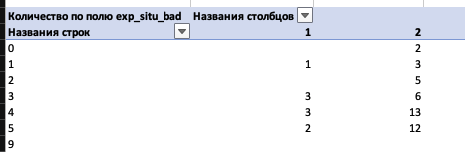 Количество по полю exp_situ_bad Названия столбцов
Названия строк 1 2
0 2
1 1 3
2 5
3 3 6
4 3 13
5 2 12
9